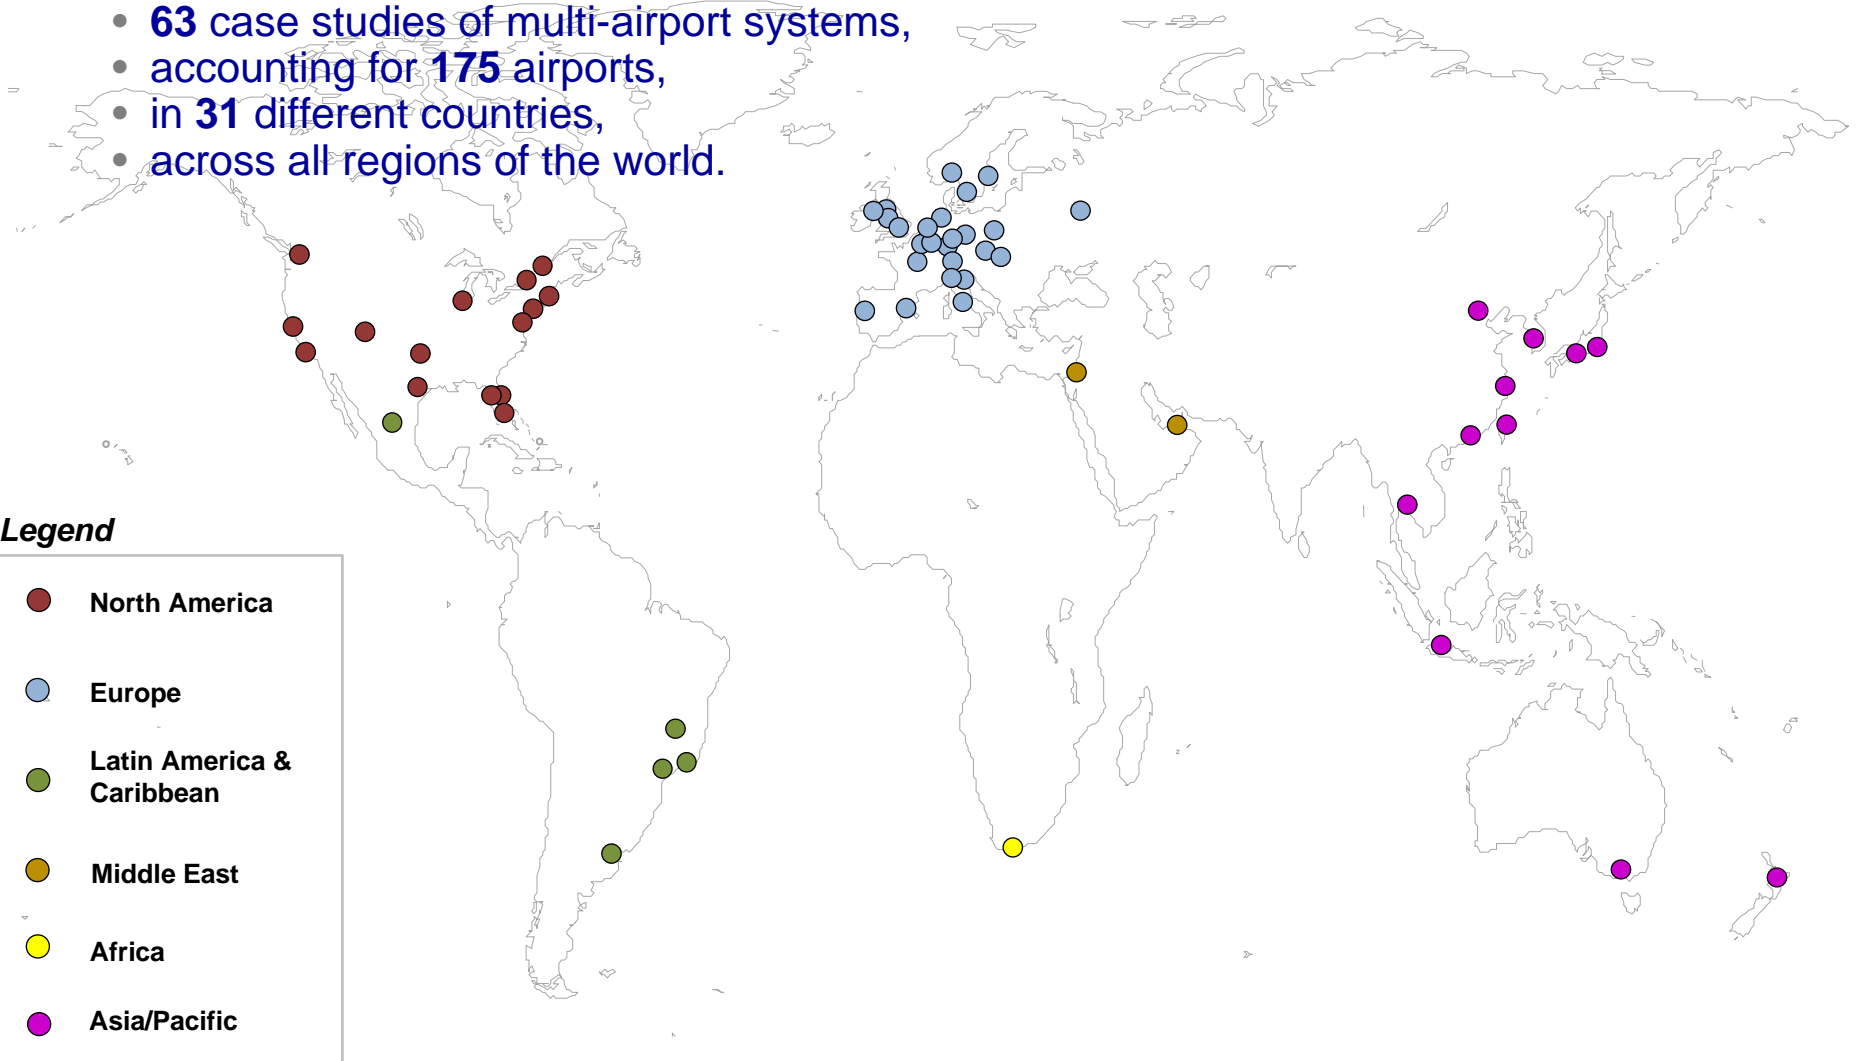 • 63 case studies of multi-airport systems,
• accounting for 175 airports,
• in 31 different countries,
• across all regions of the world.
Legend
North America
Europe
Latin America &
Caribbean
Middle East
Africa
Asia/Pacific